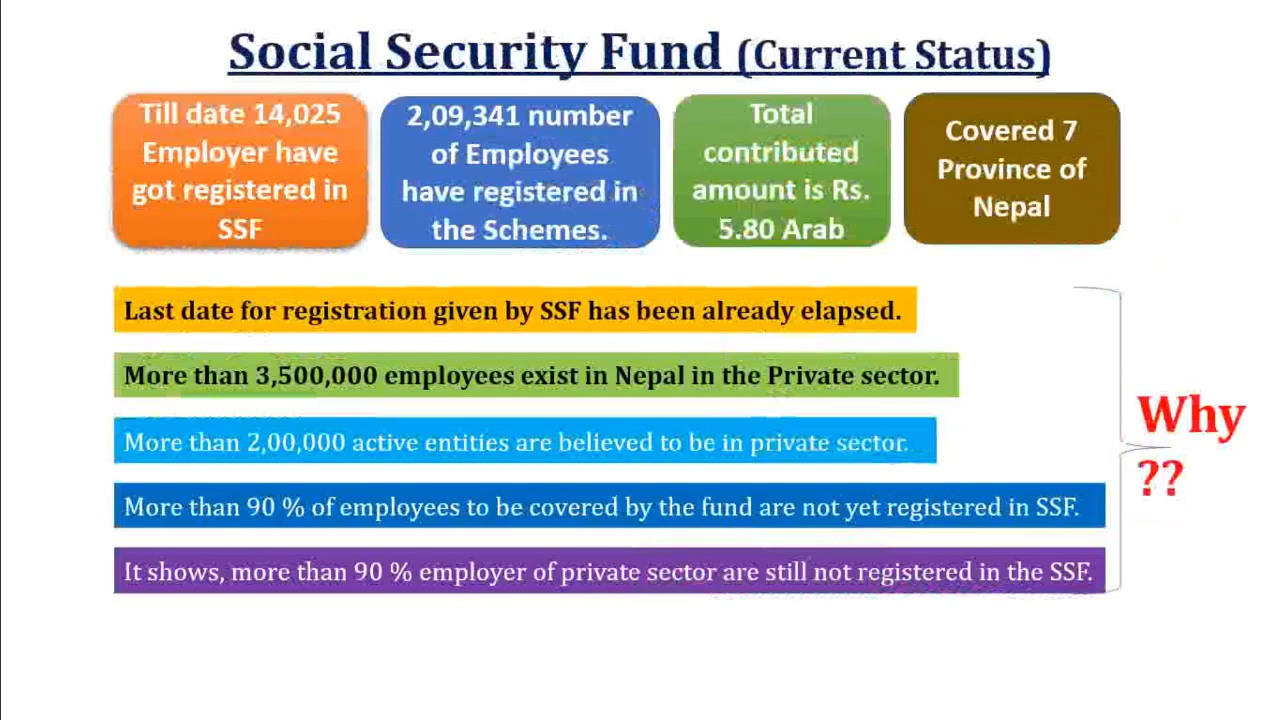 Social Security Fund (Current Status)
Till date 14,025
Employer have
got registered in
SSF
2,09,341 number
of Employees
have registered in
the Schemes.
Total
contributed
amount is Rs.
5.80 Arab
Covered 7
Province of
Nepal
Last date for registration given by SSF has been already elapsed.
More than 3,500,000 employees exist in Nepal in the Private sector.
More than 2,00,000 active entities are believed to be in private sector.
More than 90 % of employees to be covered by the fund are not yet registered in SSF.
It shows, more than 90 % employer of private sector are still not registered in the SSF.
Why
??